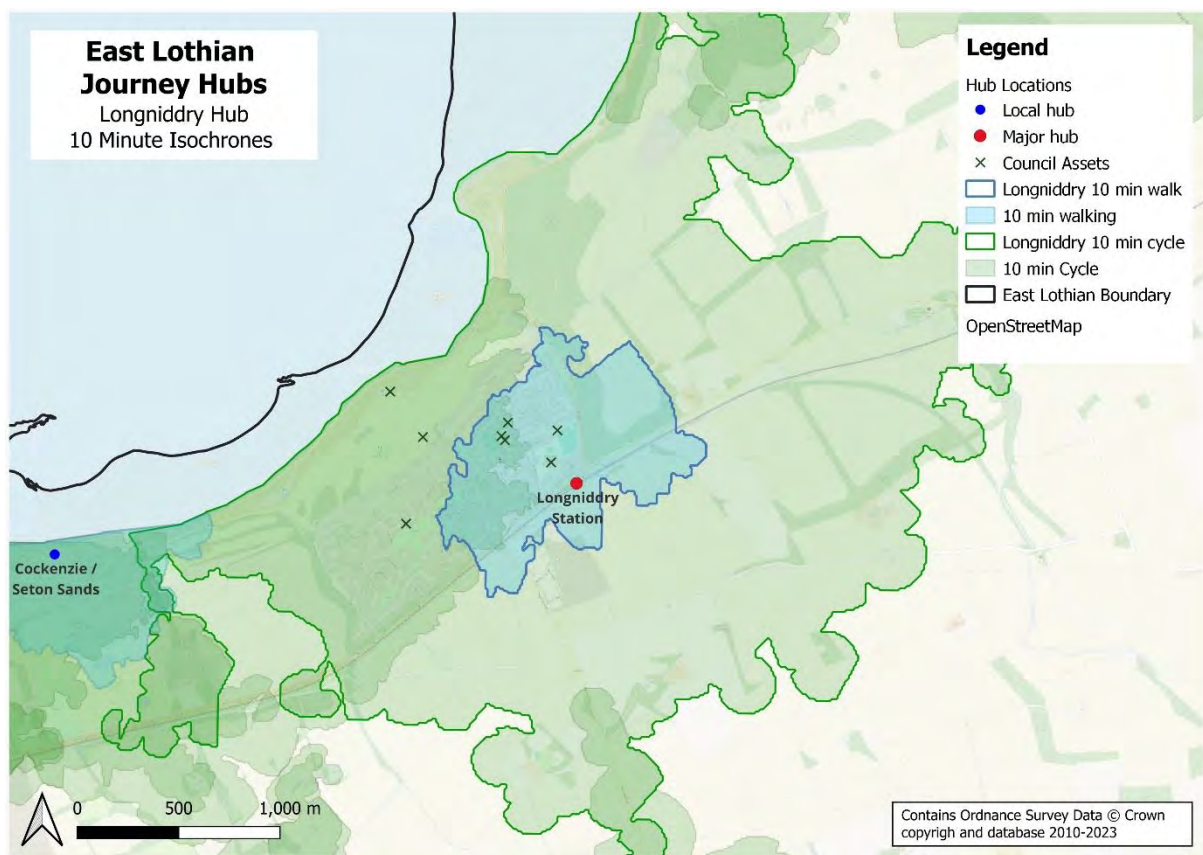 East Lothian
Journey Hubs
Longniddry Hub
10 Minute Isochrones
Legend
Hub Locations
Local hub
Major hub
Council Assets
Longniddry 10 min walk
10 min walking
Longniddry 10 min cycle
10 min Cycle
East Lothian Boundary
OpenStreetMap
Longniddry
Station
Cockenzie /
Seton Sands
0 500 1,000 m
Contains Ordnance Survey Data © Crown
copyrigh and database 2010-2023